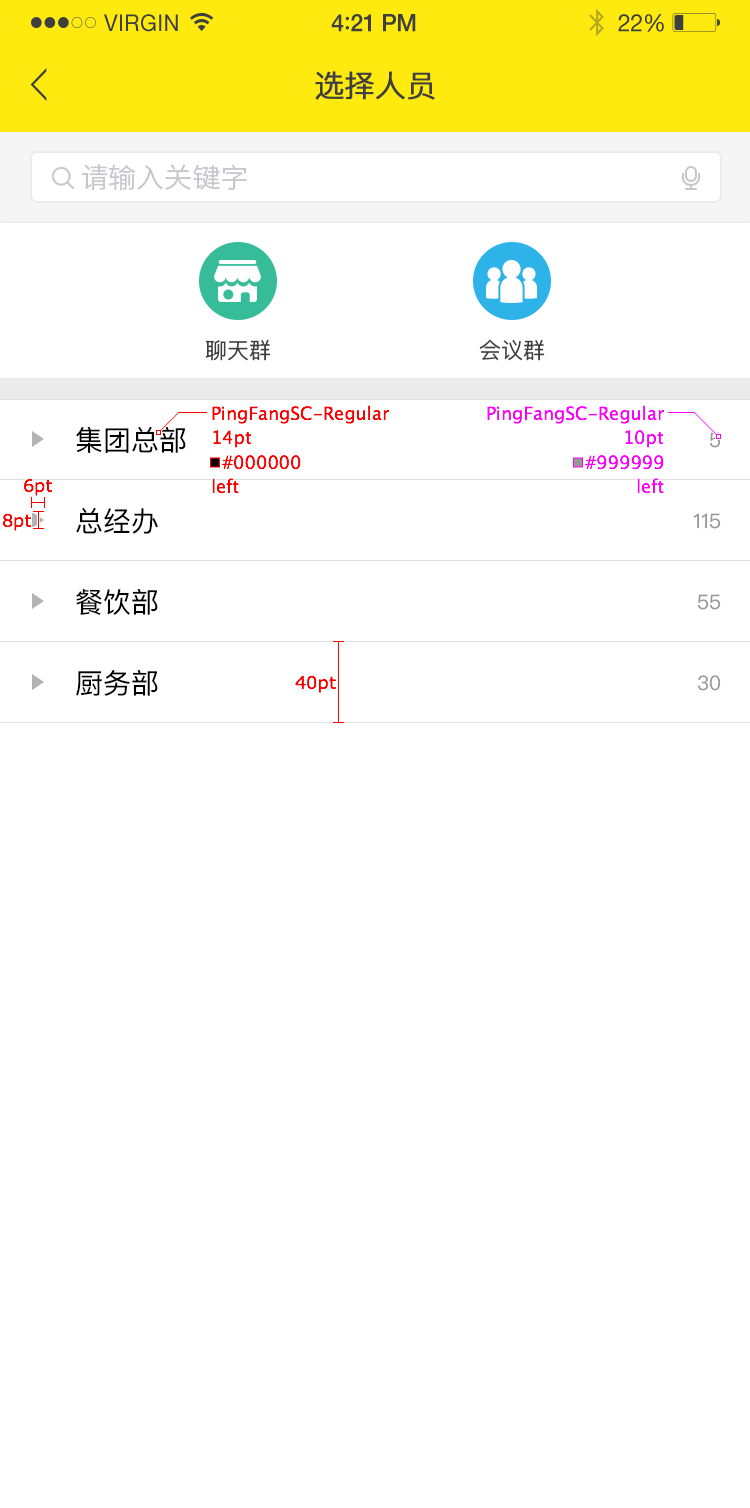 VIRGIN 4:21 PM 22%
选择人员
请输入关键字
聊天群 会议群
PingFangSC-Regular PingFangSC-Regular
集团总部 14pt 10pt 5
#000000 #999999
left left
6pt
8pt 总经办 115
餐饮部 55
厨务部 40pt 30